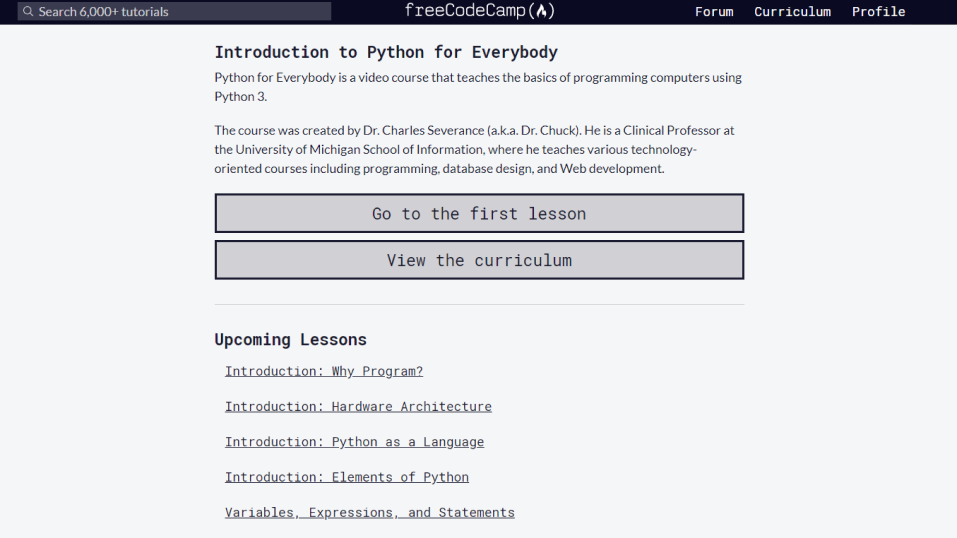 Search 6,000+ tutorials
freeCodeCamp(🔥)
Forum Curriculum Profile
Introduction to Python for Everybody
Python for Everybody is a video course that teaches the basics of programming computers using
Python 3.
The course was created by Dr. Charles Severance (a.k.a. Dr. Chuck). He is a Clinical Professor at
the University of Michigan School of Information, where he teaches various technology-
oriented courses including programming, database design, and Web development.
Go to the first lesson
View the curriculum
Upcoming Lessons
Introduction: Why Program?
Introduction: Hardware Architecture
Introduction: Python as a Language
Introduction: Elements of Python
Variables, Expressions, and Statements